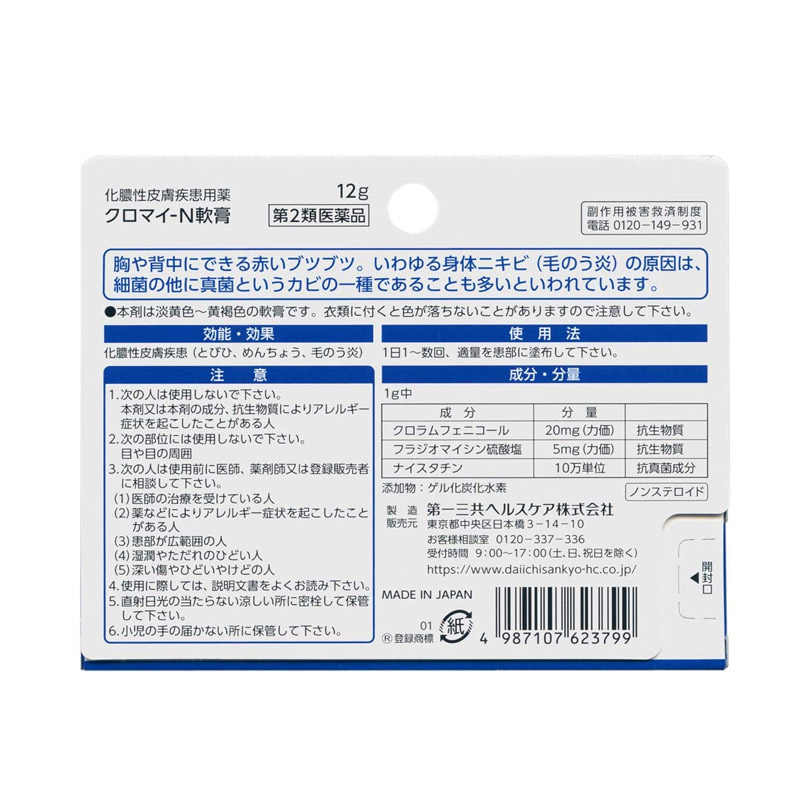 化膿性皮膚疾患用薬
クロマイ-N軟膏
12g
第2類医薬品
副作用被害救済制度
電話 0120-149-931
胸や背中にできる赤いブツブツ。いわゆる身体ニキビ（毛のう炎）の原因は、
細菌の他に真菌というカビの一種であることも多いといわれています。
●本剤は淡黄色〜黄褐色の軟膏です。衣類に付くと色が落ちないことがありますので注意して下さい。
効能・効果
化膿性皮膚疾患（とびひ、めんちょう、毛のう炎）
注意
1.次の人は使用しないで下さい。
本剤又は本剤の成分、抗生物質によりアレルギー
症状を起こしたことがある人
2.次の部位には使用しないで下さい。
目や目の周囲
3.次の人は使用前に医師、薬剤師又は登録販売者
に相談して下さい。
(1)医師の治療を受けている人
(2)薬などによりアレルギー症状を起こしたこと
がある人
(3)患部が広範囲の人
(4)湿潤やただれのひどい人
(5)深い傷やひどいやけどの人
4.使用に際しては、説明文書をよくお読み下さい。
5.直射日光の当たらない涼しい所に密栓して保管
して下さい。
6.小児の手の届かない所に保管して下さい。
使用法
1日1〜数回、適量を患部に塗布して下さい。
成分・分量
1g中
成分 分量
クロラムフェニコール 20mg（力価） 抗生物質
フラジオマイシン硫酸塩 5mg（力価） 抗生物質
ナイスタチン 10万単位 抗真菌成分
添加物：ゲル化炭化水素
ノンステロイド
製造販売元 第一三共ヘルスケア株式会社
東京都中央区日本橋3-14-10
お客様相談室 0120-337-336
受付時間 9:00〜17:00（土、日、祝日を除く）
https://www.daiichisankyo-hc.co.jp/
開封口
MADE IN JAPAN
01
紙
®登録商標
4 987107 623799